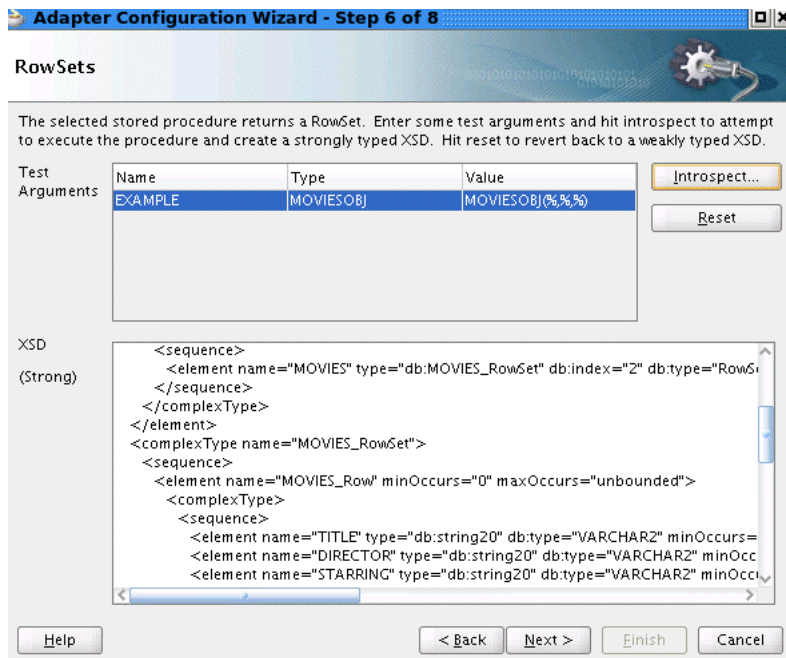 Adapter Configuration Wizard - Step 6 of 8
RowSets
The selected stored procedure returns a RowSet. Enter some test arguments and hit introspect to attempt
to execute the procedure and create a strongly typed XSD. Hit reset to revert back to a weakly typed XSD.
Test
Arguments
Name Type Value
EXAMPLE MOVIESOBJ MOVIESOBJ(%,%,%)
Introspect...
Reset
XSD
(Strong)
<sequence>
<element name="MOVIES" type="db:MOVIES_RowSet" db:index="2" db:type="RowS
</sequence>
</complexType>
</element>
<complexType name="MOVIES_RowSet">
<sequence>
<element name="MOVIES_Row" minOccurs="0" maxOccurs="unbounded">
<complexType>
<sequence>
<element name="TITLE" type="db:string20" db:type="VARCHAR2" minOccurs=
<element name="DIRECTOR" type="db:string20" db:type="VARCHAR2" minOcc
<element name="STARRING" type="db:string20" db:type="VARCHAR2" minOcc
Help < Back Next > Finish Cancel